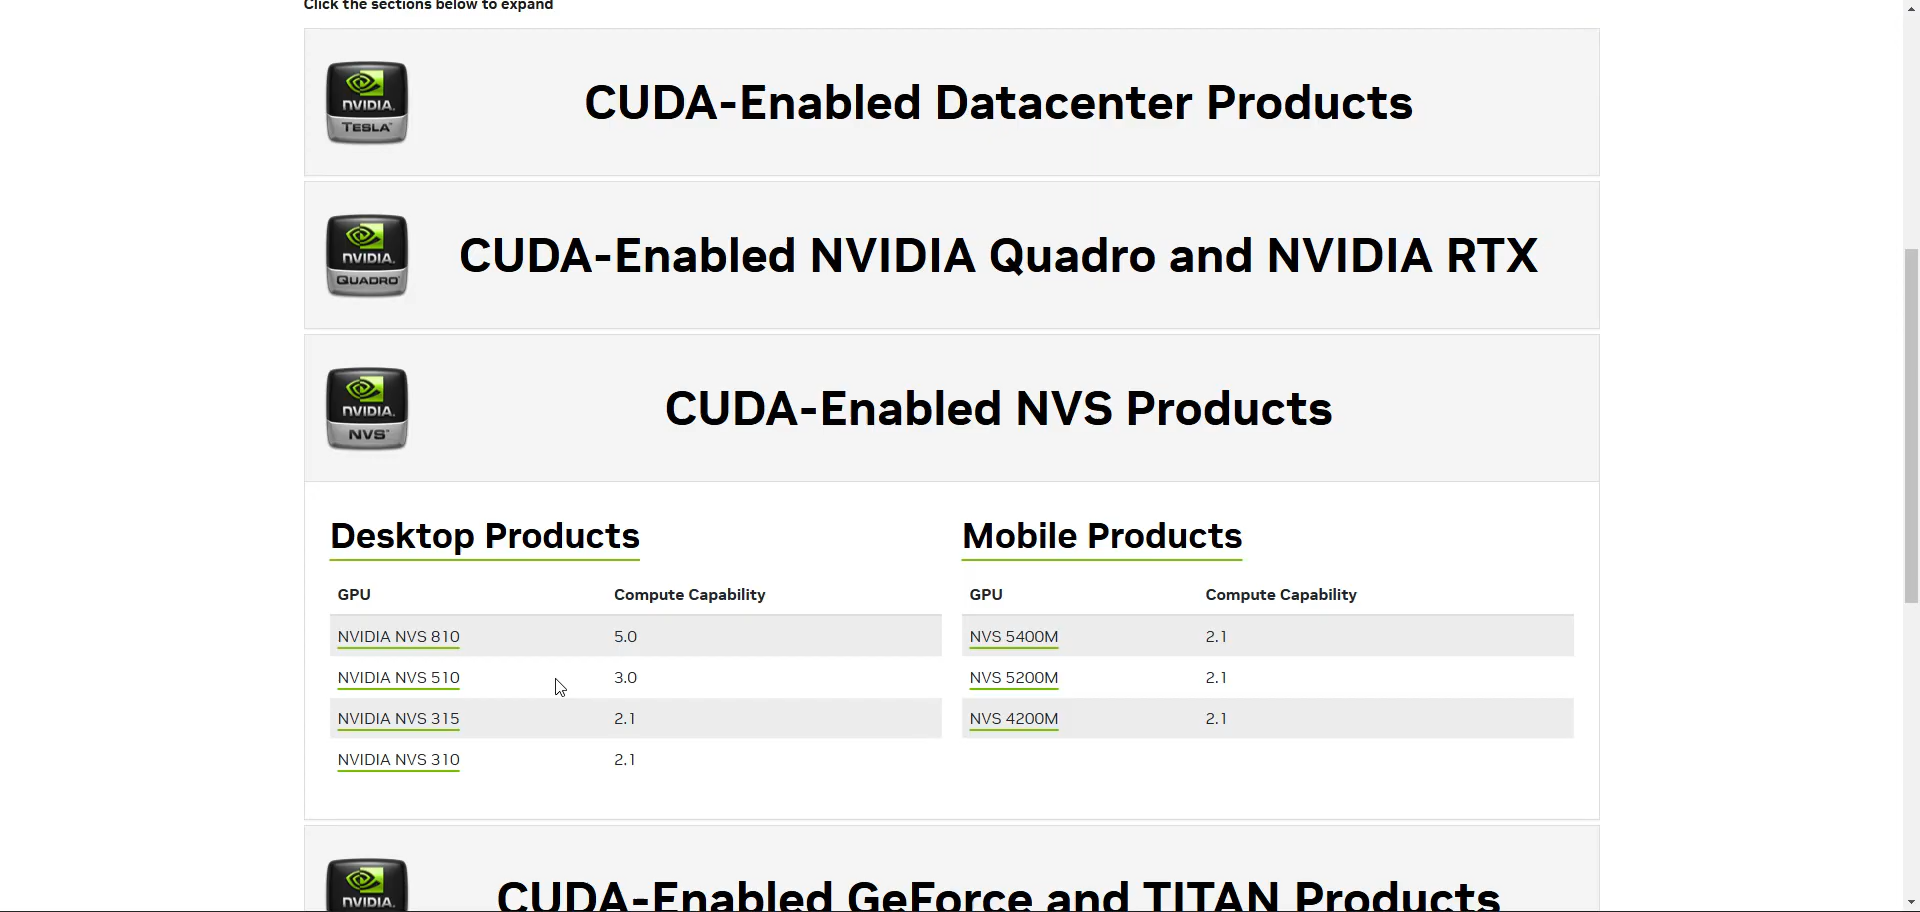 Click the sections below to expand
NVIDIA.
TESLA™
CUDA-Enabled Datacenter Products
NVIDIA.
QUADRO
CUDA-Enabled NVIDIA Quadro and NVIDIA RTX
NVIDIA.
NVS™
CUDA-Enabled NVS Products
Desktop Products
GPU Compute Capability
NVIDIA NVS 810 5.0
NVIDIA NVS 510 3.0
NVIDIA NVS 315 2.1
NVIDIA NVS 310 2.1
Mobile Products
GPU Compute Capability
NVS 5400M 2.1
NVS 5200M 2.1
NVS 4200M 2.1
NVIDIA.
CUDA-Enabled GeForce and TITAN Products